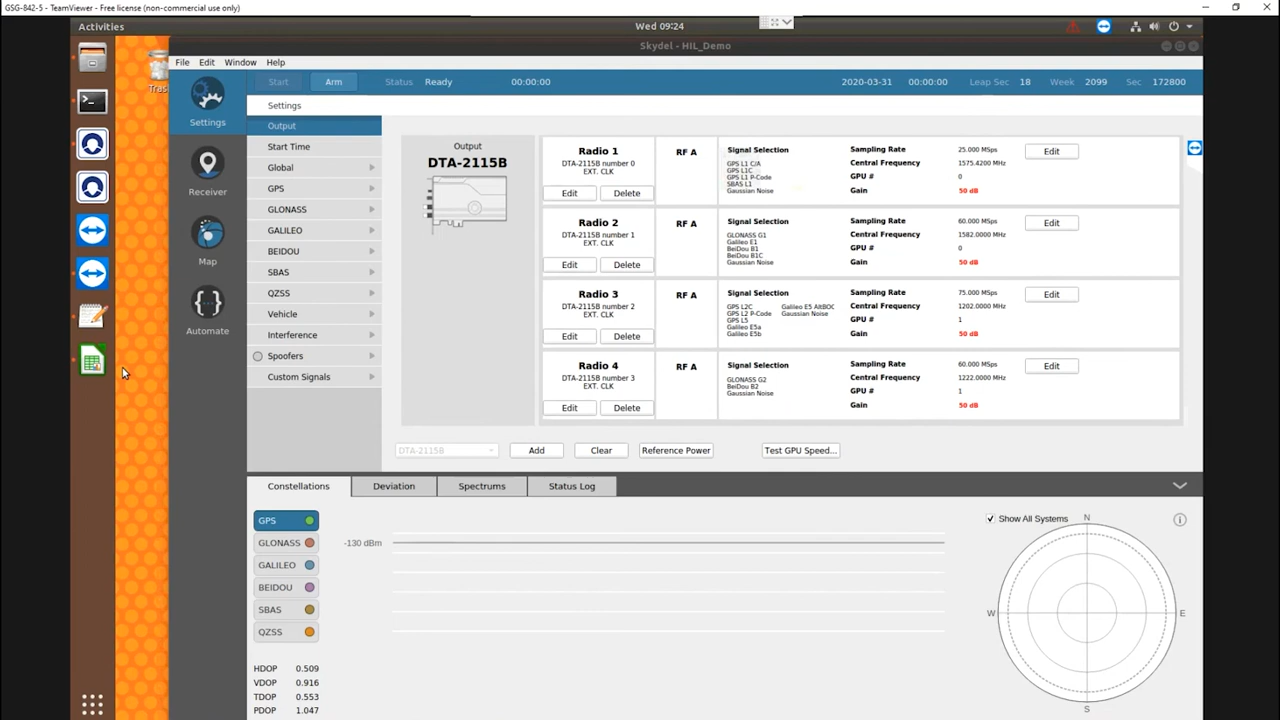 GSG-842-5 - TeamViewer - Free license (non-commercial use only)
Activities
Wed 09:24
Tras
Skydel - HIL_Demo
File Edit Window Help
Start Arm Status Ready 00:00:00 2020-03-31 00:00:00 Leap Sec 18 Week 2099 Sec 172800
Settings
Receiver
Map
Automate
Settings
Output
Start Time
Global
GPS
GLONASS
GALILEO
BEIDOU
SBAS
QZSS
Vehicle
Interference
Spoofers
Custom Signals
Output
DTA-2115B
Radio 1
DTA-2115B number 0
EXT. CLK
Edit Delete
RF A
Signal Selection
GPS L1 C/A
GPS L1C
GPS L1 P-Code
SBAS L1
Gaussian Noise
Sampling Rate 25.000 MSps
Central Frequency 1575.4200 MHz
GPU # 0
Gain 50 dB
Edit
Radio 2
DTA-2115B number 1
EXT. CLK
Edit Delete
RF A
Signal Selection
GLONASS G1
Galileo E1
BeiDou B1
BeiDou B1C
Gaussian Noise
Sampling Rate 60.000 MSps
Central Frequency 1582.0000 MHz
GPU # 0
Gain 50 dB
Edit
Radio 3
DTA-2115B number 2
EXT. CLK
Edit Delete
RF A
Signal Selection
GPS L2C Galileo E5 AltBOC
GPS L2 P-Code Gaussian Noise
GPS L5
Galileo E5a
Galileo E5b
Sampling Rate 75.000 MSps
Central Frequency 1202.0000 MHz
GPU # 1
Gain 50 dB
Edit
Radio 4
DTA-2115B number 3
EXT. CLK
Edit Delete
RF A
Signal Selection
GLONASS G2
BeiDou B2
Gaussian Noise
Sampling Rate 60.000 MSps
Central Frequency 1222.0000 MHz
GPU # 1
Gain 50 dB
Edit
DTA-2115B Add Clear Reference Power Test GPU Speed...
Constellations Deviation Spectrums Status Log
GPS
GLONASS
GALILEO
BEIDOU
SBAS
QZSS
-130 dBm
Show All Systems
N
W E
S
HDOP 0.509
VDOP 0.916
TDOP 0.553
PDOP 1.047